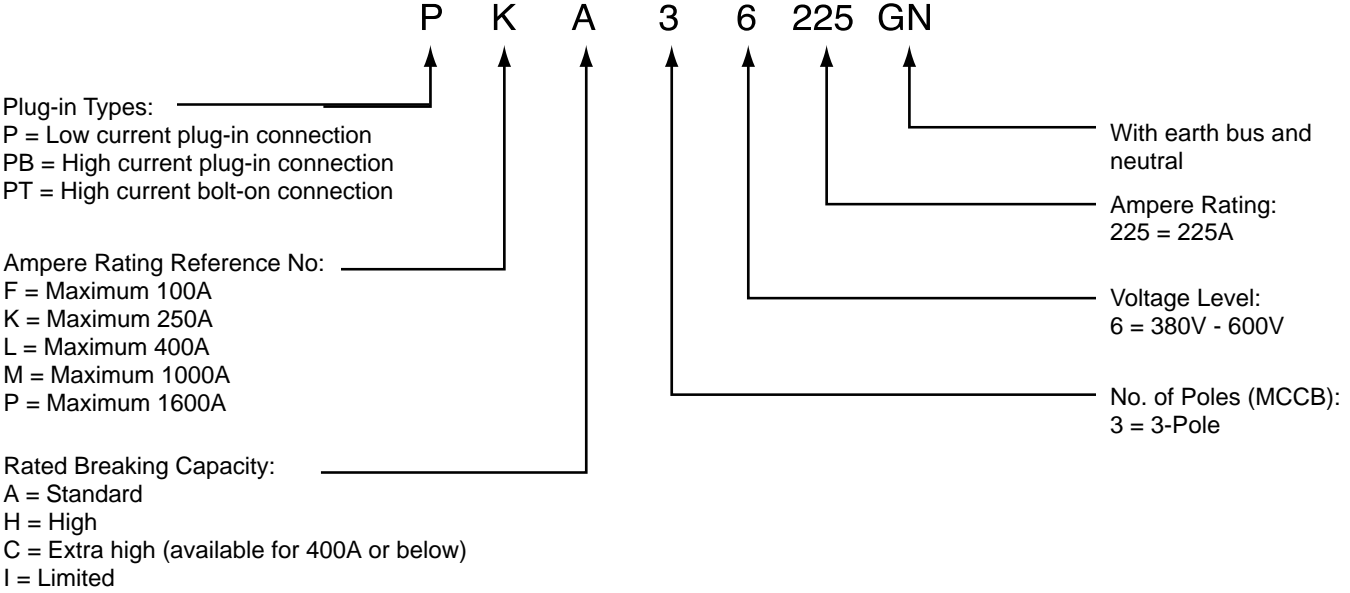 P K A 3 6 225 GN
Plug-in Types:
P = Low current plug-in connection
PB = High current plug-in connection
PT = High current bolt-on connection
Ampere Rating Reference No:
F = Maximum 100A
K = Maximum 250A
L = Maximum 400A
M = Maximum 1000A
P = Maximum 1600A
Rated Breaking Capacity:
A = Standard
H = High
C = Extra high (available for 400A or below)
I = Limited
With earth bus and
neutral
Ampere Rating:
225 = 225A
Voltage Level:
6 = 380V - 600V
No. of Poles (MCCB):
3 = 3-Pole